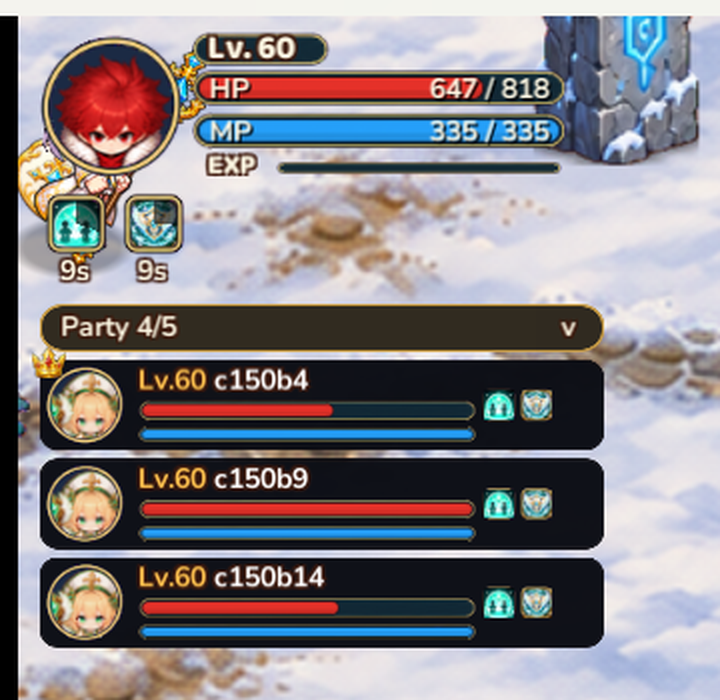 Lv. 60
HP 647 / 818
MP 335 / 335
EXP
9s 9s
Party 4/5 v
Lv.60 c150b4
Lv.60 c150b9
Lv.60 c150b14